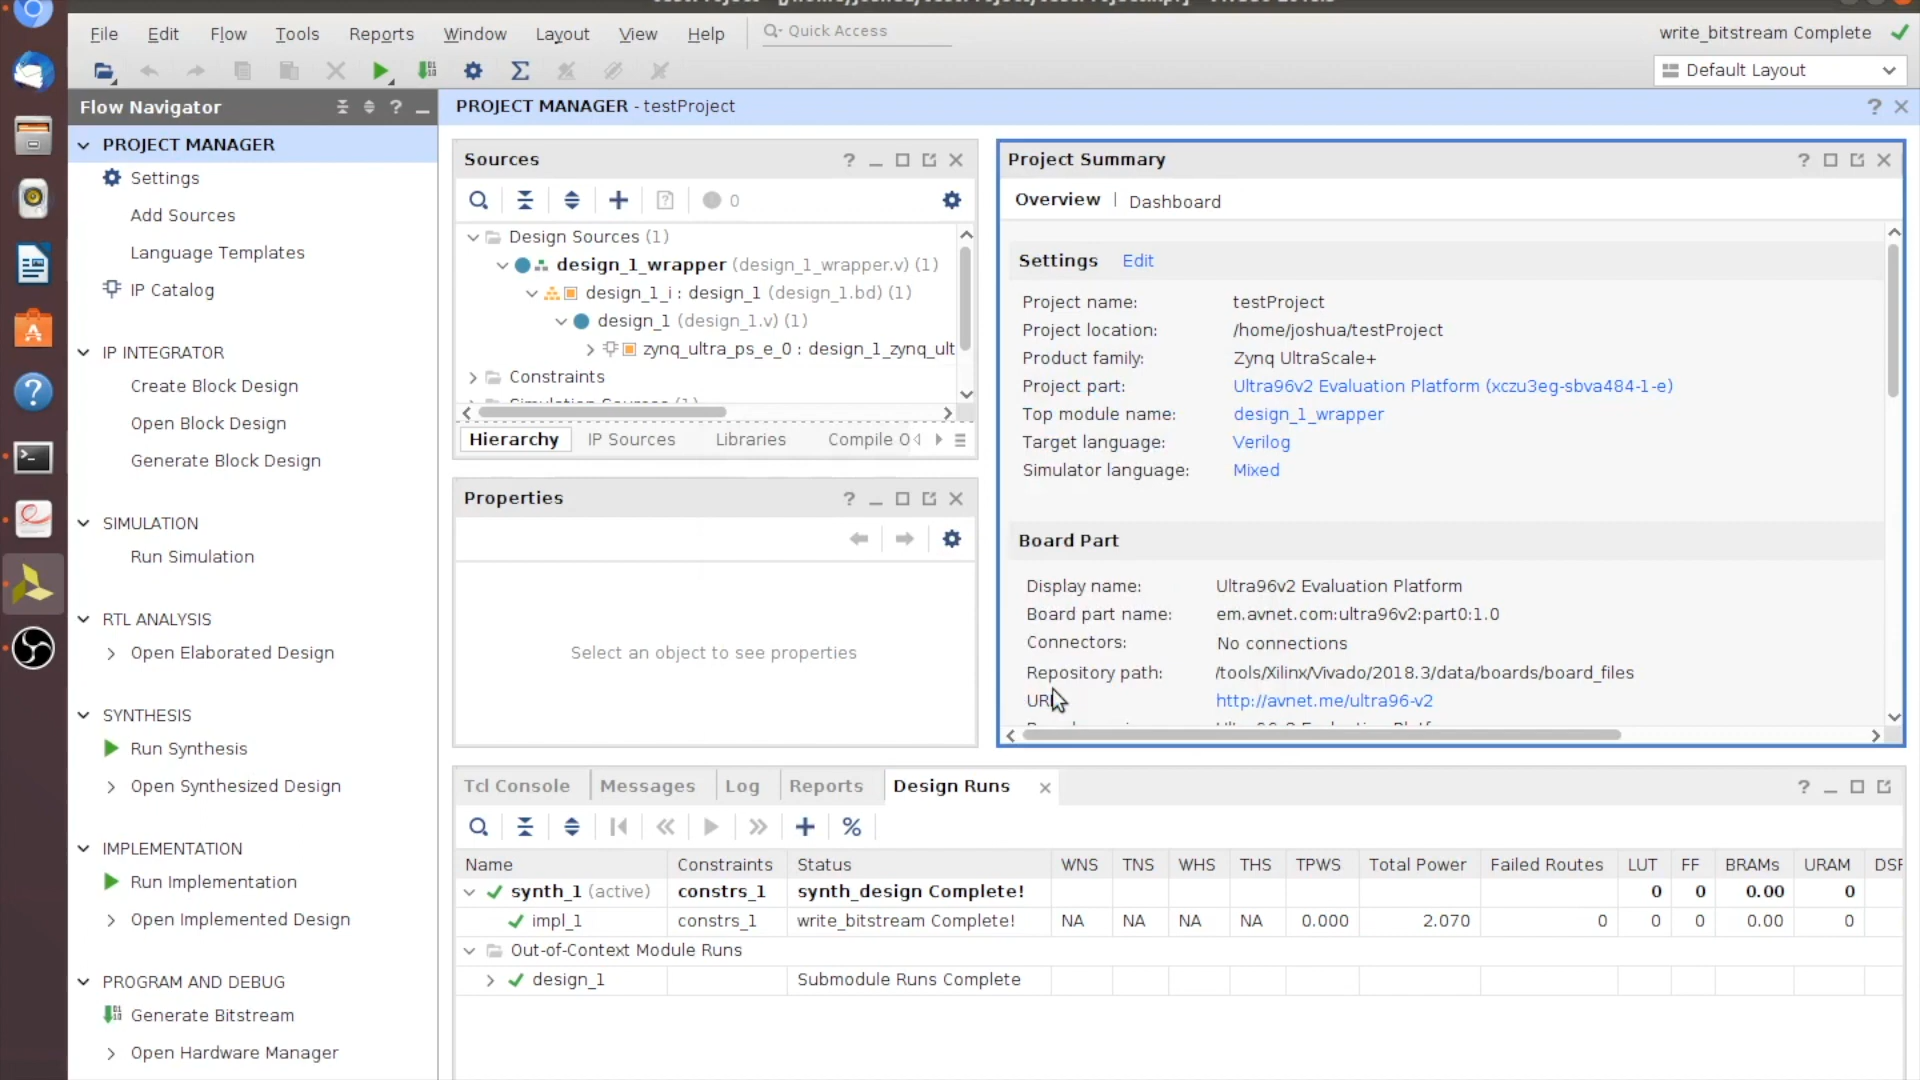 File Edit Flow Tools Reports Window Layout View Help Quick Access write_bitstream Complete
Default Layout
Flow Navigator ? _
PROJECT MANAGER - testProject ?
PROJECT MANAGER
Settings
Add Sources
Language Templates
IP Catalog
IP INTEGRATOR
Create Block Design
Open Block Design
Generate Block Design
SIMULATION
Run Simulation
RTL ANALYSIS
Open Elaborated Design
SYNTHESIS
Run Synthesis
Open Synthesized Design
IMPLEMENTATION
Run Implementation
Open Implemented Design
PROGRAM AND DEBUG
Generate Bitstream
Open Hardware Manager
Sources ?
0
Design Sources (1)
design_1_wrapper (design_1_wrapper.v) (1)
design_1_i : design_1 (design_1.bd) (1)
design_1 (design_1.v) (1)
zynq_ultra_ps_e_0 : design_1_zynq_ult
Constraints
Hierarchy IP Sources Libraries Compile O
Properties ?
Select an object to see properties
Project Summary ?
Overview | Dashboard
Settings Edit
Project name: testProject
Project location: /home/joshua/testProject
Product family: Zynq UltraScale+
Project part: Ultra96v2 Evaluation Platform (xczu3eg-sbva484-1-e)
Top module name: design_1_wrapper
Target language: Verilog
Simulator language: Mixed
Board Part
Display name: Ultra96v2 Evaluation Platform
Board part name: em.avnet.com:ultra96v2:part0:1.0
Connectors: No connections
Repository path: /tools/Xilinx/Vivado/2018.3/data/boards/board_files
URL http://avnet.me/ultra96-v2
Tcl Console Messages Log Reports Design Runs ?
Name Constraints Status WNS TNS WHS THS TPWS Total Power Failed Routes LUT FF BRAMs URAM DSP
synth_1 (active) constrs_1 synth_design Complete! 0 0 0.00 0
impl_1 constrs_1 write_bitstream Complete! NA NA NA NA 0.000 2.070 0 0 0 0.00 0
Out-of-Context Module Runs
design_1 Submodule Runs Complete